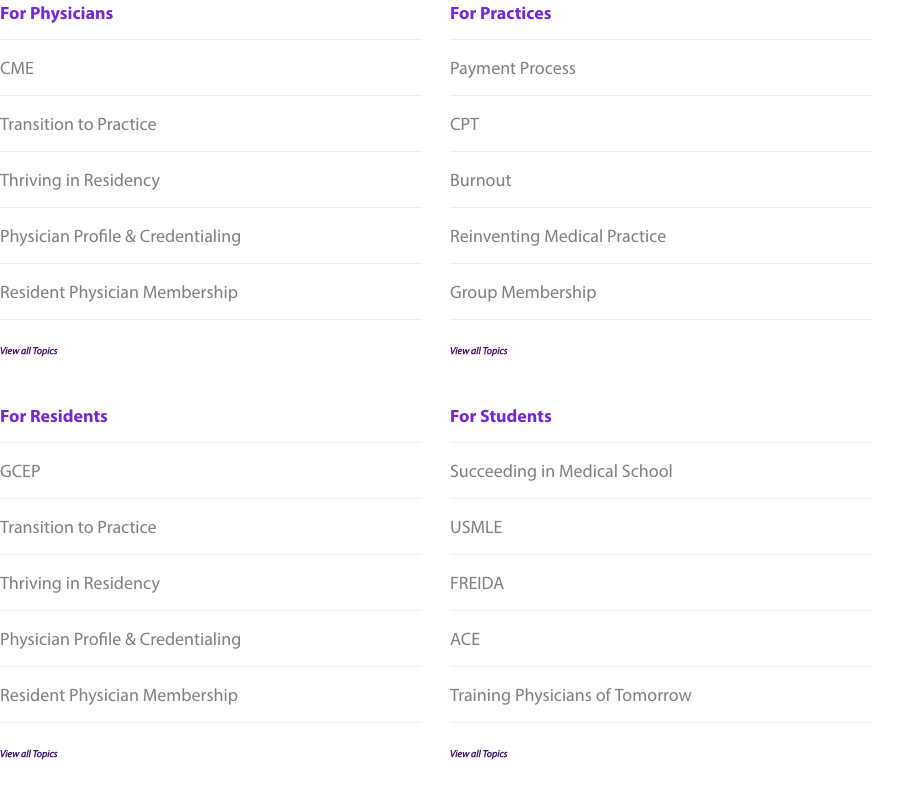 For Physicians
CME
Transition to Practice
Thriving in Residency
Physician Profile & Credentialing
Resident Physician Membership
View all Topics
For Practices
Payment Process
CPT
Burnout
Reinventing Medical Practice
Group Membership
View all Topics
For Residents
GCEP
Transition to Practice
Thriving in Residency
Physician Profile & Credentialing
Resident Physician Membership
View all Topics
For Students
Succeeding in Medical School
USMLE
FREIDA
ACE
Training Physicians of Tomorrow
View all Topics